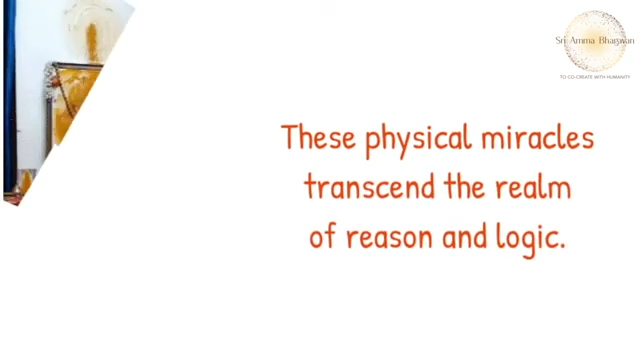 Sri Amma Bhagwan
TO CO-CREATE WITH HUMANITY
These physical miracles
transcend the realm
of reason and logic.